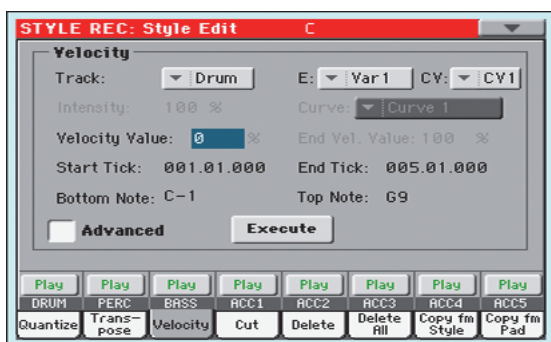 STYLE REC: Style Edit C
Velocity
Track: Drum E: Var1 CV: CV1
Intensity: 100 % Curve: Curve 1
Velocity Value: 0 % End Vel. Value: 100 %
Start Tick: 001.01.000 End Tick: 005.01.000
Bottom Note: C-1 Top Note: G9
Advanced Execute
Play Play Play Play Play Play Play Play
DRUM PERC BASS ACC1 ACC2 ACC3 ACC4 ACC5
Quantize Trans- Velocity Cut Delete Delete Copy fm Copy fm
pose All Style Pad